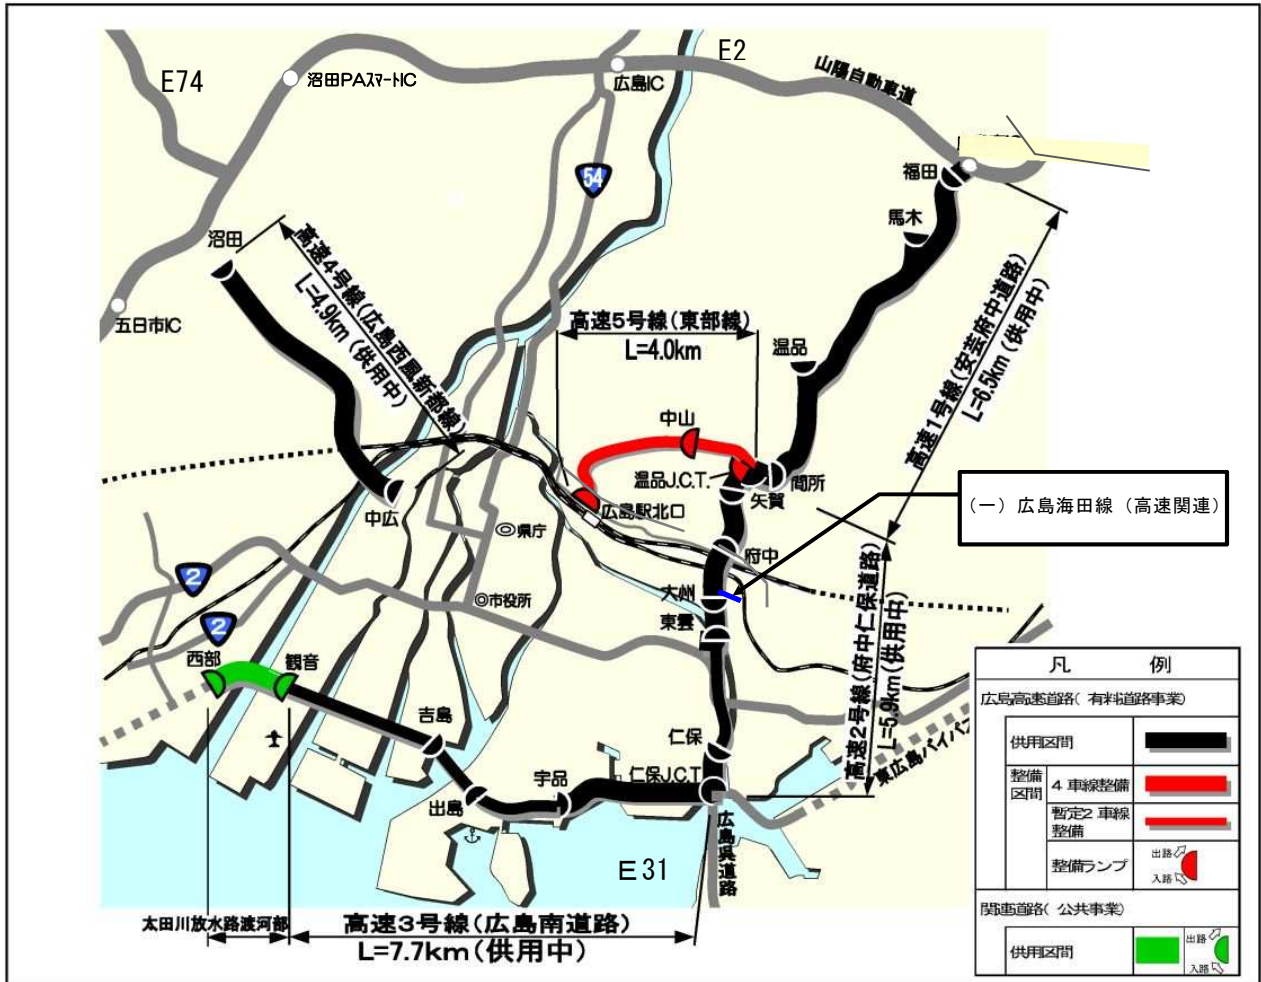 E74
沼田PAスマートIC
広島IC
E2
山陽自動車道
54
福田
馬木
沼田
高速4号線(広島西風新都線)
L=4.9km(供用中)
五日市IC
高速5号線(東部線)
L=4.0km
温品
高速1号線(安芸府中道路)
L=6.5km(供用中)
中山
温品J.C.T.
間所
矢賀
広島駅北口
中広
◎県庁
(一) 広島海田線 (高速関連)
府中
大州
東雲
◎市役所
2
2
西部
観音
高速2号線(府中仁保道路)
L=5.9km(供用中)
東広島バイパス
吉島
仁保
仁保J.C.T
宇品
出島
広島呉道路
E31
太田川放水路渡河部
高速3号線(広島南道路)
L=7.7km(供用中)
凡 例
広島高速道路( 有料道路事業)
供用区間
整備
区間
4 車線整備
暫定2 車線
整備
整備ランプ
出路
入路
関連道路( 公共事業)
供用区間
出路
入路